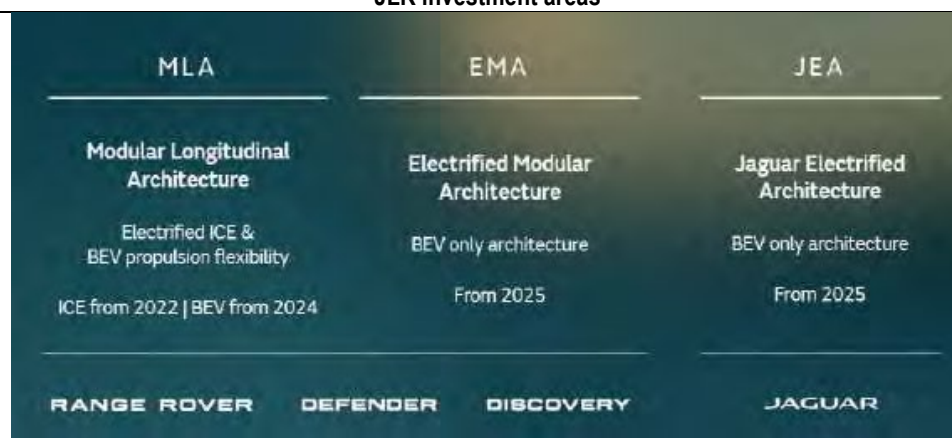 JLR investment areas
MLA
Modular Longitudinal
Architecture
Electrified ICE &
BEV propulsion flexibility
ICE from 2022 | BEV from 2024
EMA
Electrified Modular
Architecture
BEV only architecture
From 2025
JEA
Jaguar Electrified
Architecture
BEV only architecture
From 2025
RANGE ROVER
DEFENDER
DISCOVERY
JAGUAR